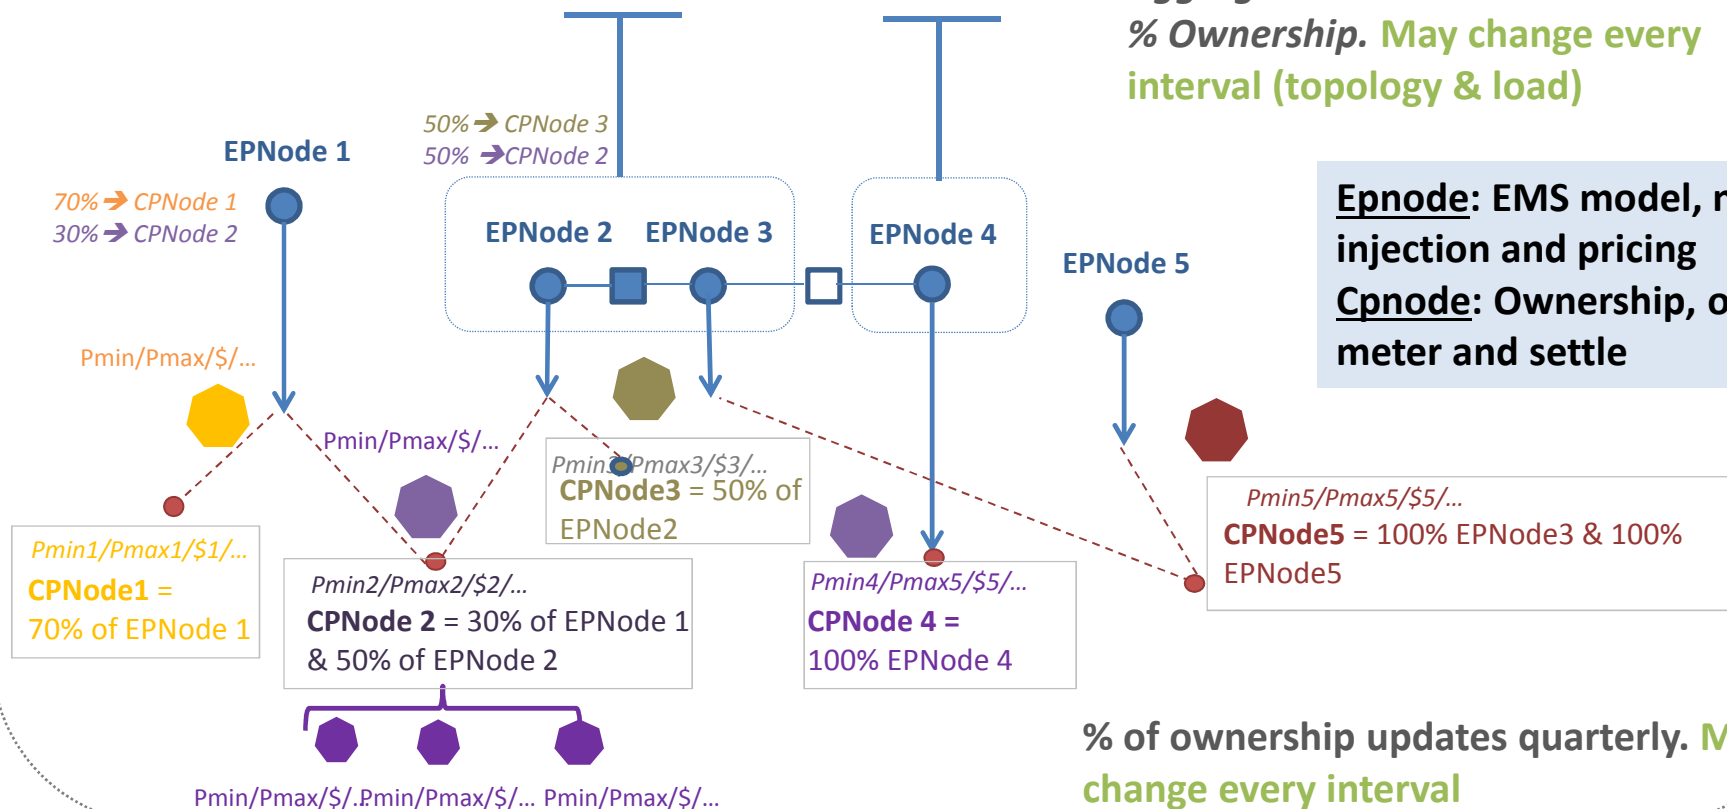 % Ownership. May change every
interval (topology & load)
50% ➔ CPNode 3
50% ➔CPNode 2
EPNode 1
70% ➔ CPNode 1
30% ➔ CPNode 2
EPNode 2
EPNode 3
EPNode 4
EPNode 5
Epnode: EMS model,
injection and pricing
Cpnode: Ownership,
meter and settle
Pmin/Pmax/$/...
Pmin/Pmax/$/...
Pmin3/Pmax3/$3/...
CPNode3 = 50% of
EPNode2
Pmin5/Pmax5/$5/...
CPNode5 = 100% EPNode3 & 100%
EPNode5
Pmin1/Pmax1/$1/...
CPNode1 =
70% of EPNode 1
Pmin2/Pmax2/$2/...
CPNode 2 = 30% of EPNode 1
& 50% of EPNode 2
Pmin4/Pmax5/$5/...
CPNode 4 =
100% EPNode 4
% of ownership updates quarterly.
change every interval
Pmin/Pmax/$/..
Pmin/Pmax/$/...
Pmin/Pmax/$/...